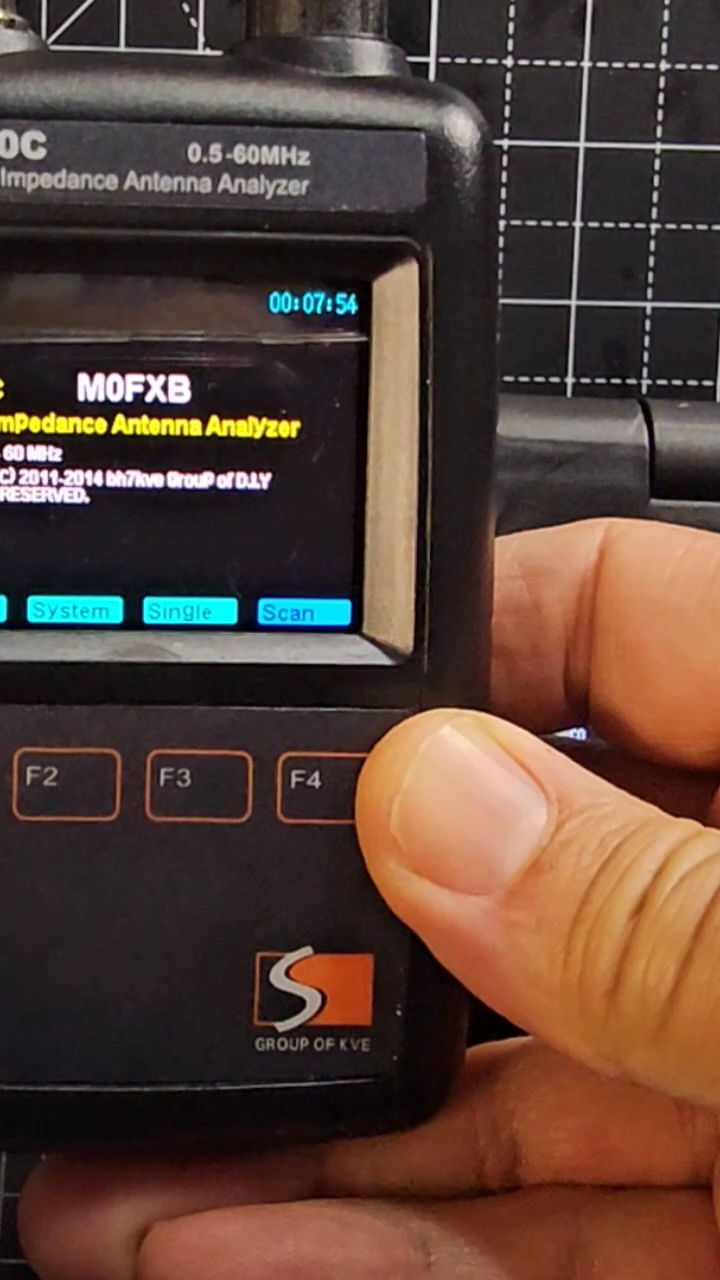 0C
0.5-60MHz
Impedance Antenna Analyzer
00:07:54
M0FXB
mpedance Antenna Analyzer
60 MHz
C) 2011-2014 bh7kve GrouP of D.I.Y
RESERVED.
System Single Scan
F2 F3 F4
S
GROUP OF KVE